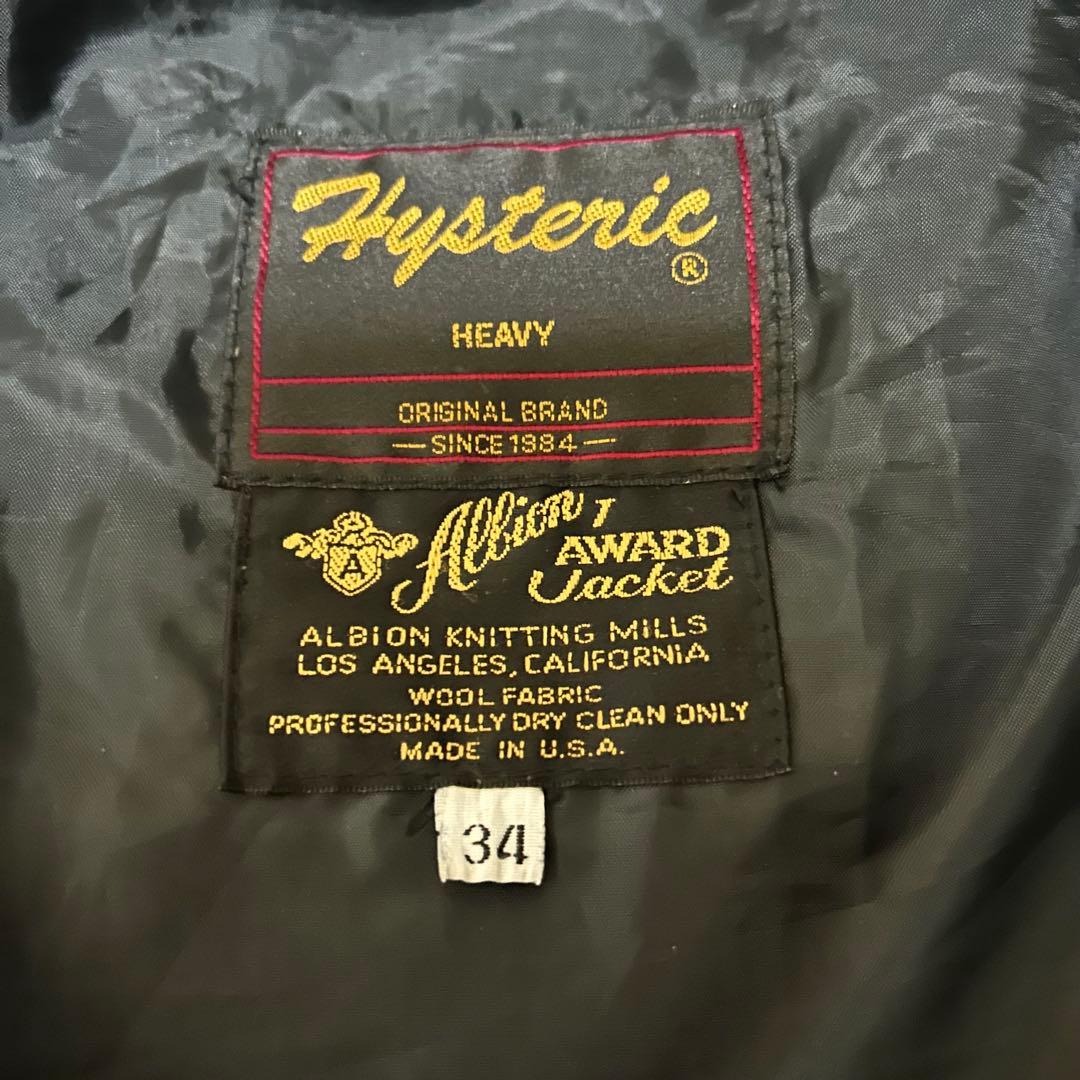 Hysteric
®
HEAVY
ORIGINAL BRAND
— SINCE 1984 —
A
Albion
AWARD
Jacket
ALBION KNITTING MILLS
LOS ANGELES, CALIFORNIA
WOOL FABRIC
PROFESSIONALLY DRY CLEAN ONLY
MADE IN U.S.A.
34